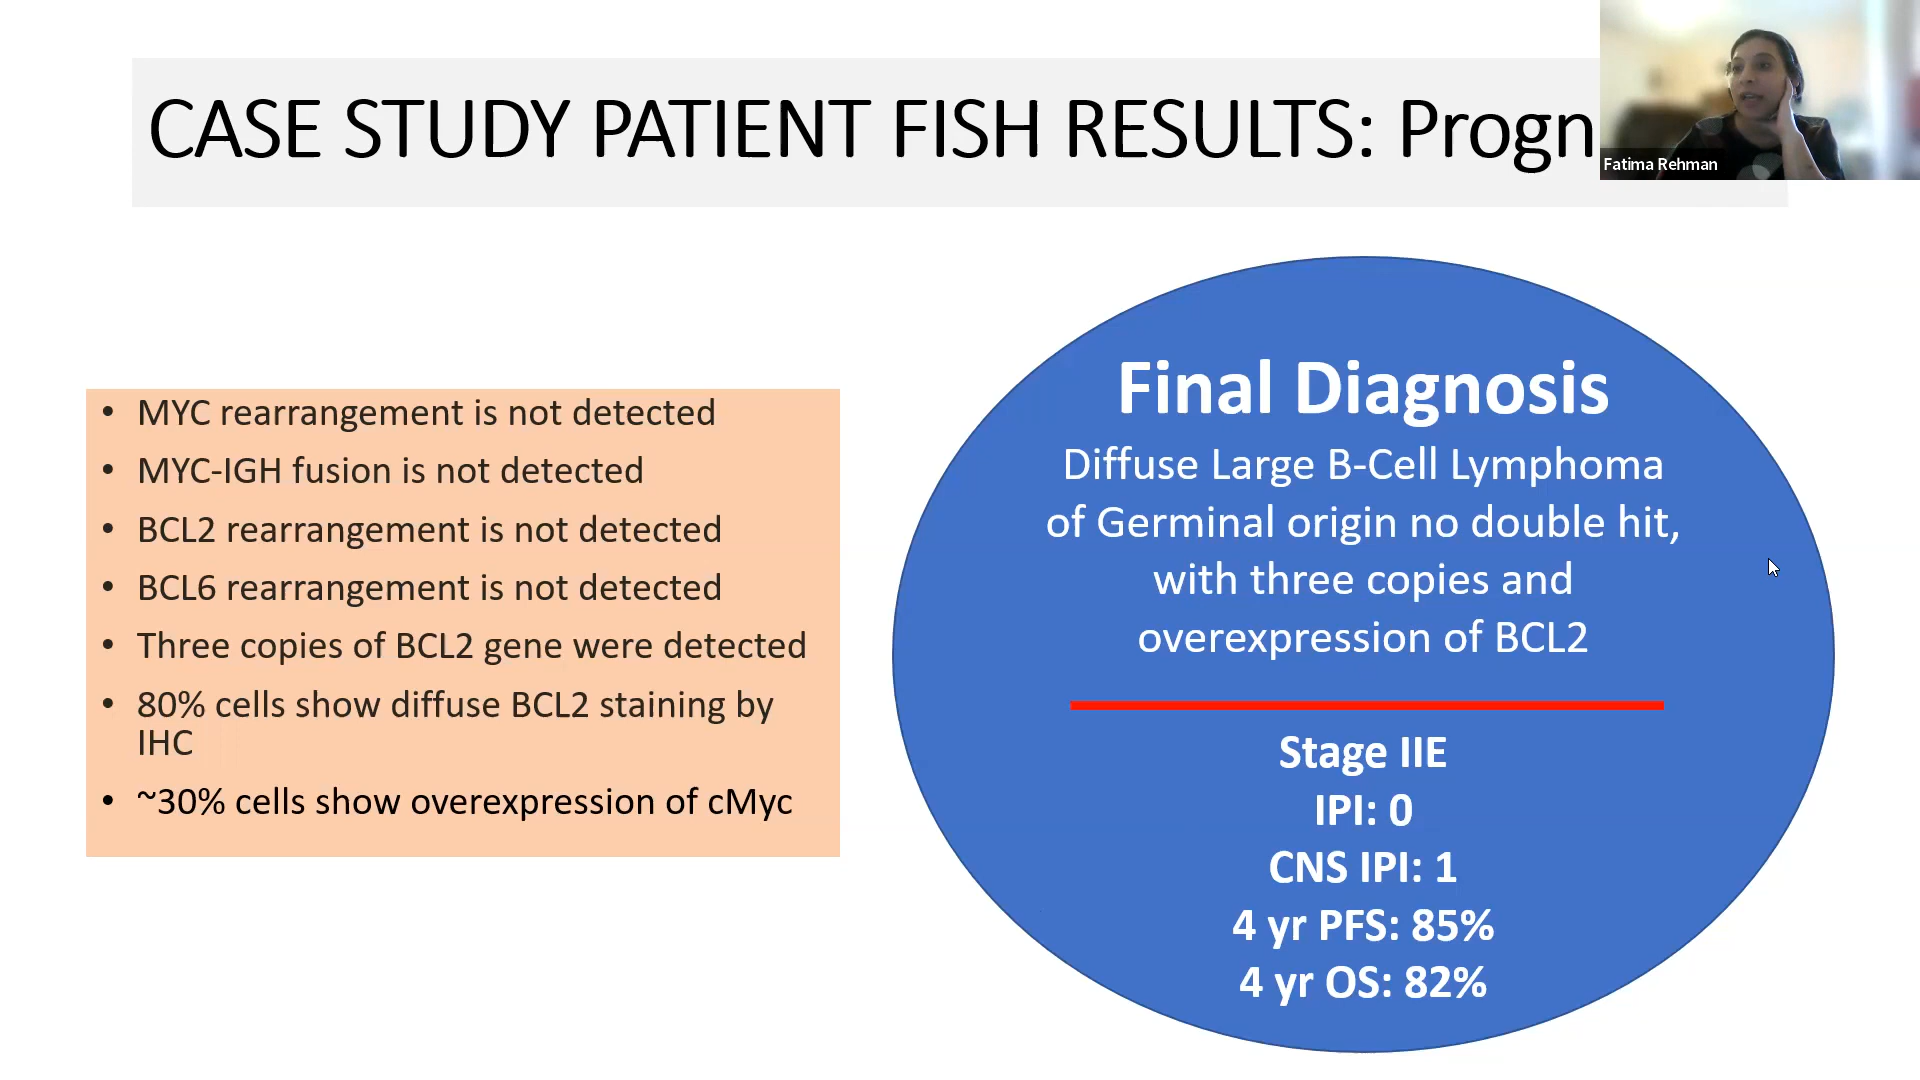 CASE STUDY PATIENT FISH RESULTS: Progn
Fatima Rehman
• MYC rearrangement is not detected
• MYC-IGH fusion is not detected
• BCL2 rearrangement is not detected
• BCL6 rearrangement is not detected
• Three copies of BCL2 gene were detected
• 80% cells show diffuse BCL2 staining by
IHC
• ~30% cells show overexpression of cMyc
Final Diagnosis
Diffuse Large B-Cell Lymphoma
of Germinal origin no double hit,
with three copies and
overexpression of BCL2
Stage IIE
IPI: 0
CNS IPI: 1
4 yr PFS: 85%
4 yr OS: 82%